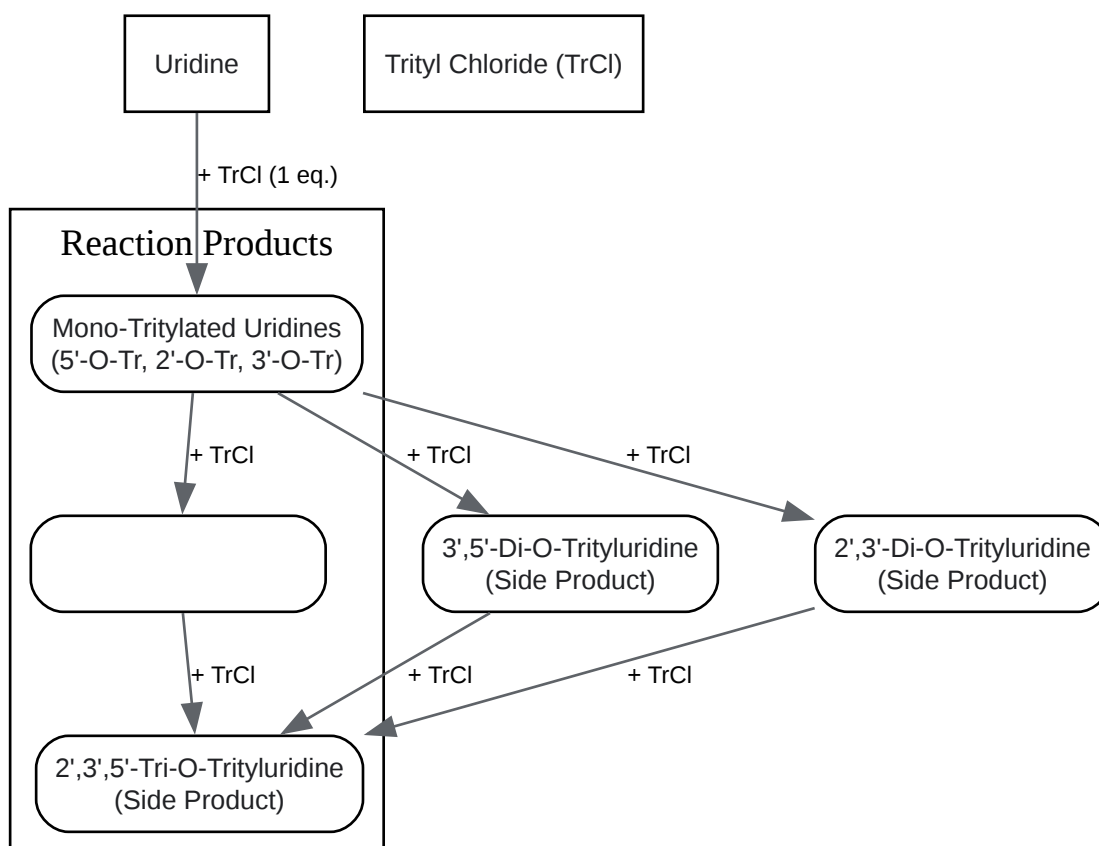 Uridine
Trityl Chloride (TrCl)
+ TrCl (1 eq.)
Reaction Products
Mono-Tritylated Uridines
(5'-O-Tr, 2'-O-Tr, 3'-O-Tr)
+ TrCl
+ TrCl
+ TrCl
3',5'-Di-O-Trityluridine
(Side Product)
2',3'-Di-O-Trityluridine
(Side Product)
+ TrCl
+ TrCl
+ TrCl
2',3',5'-Tri-O-Trityluridine
(Side Product)